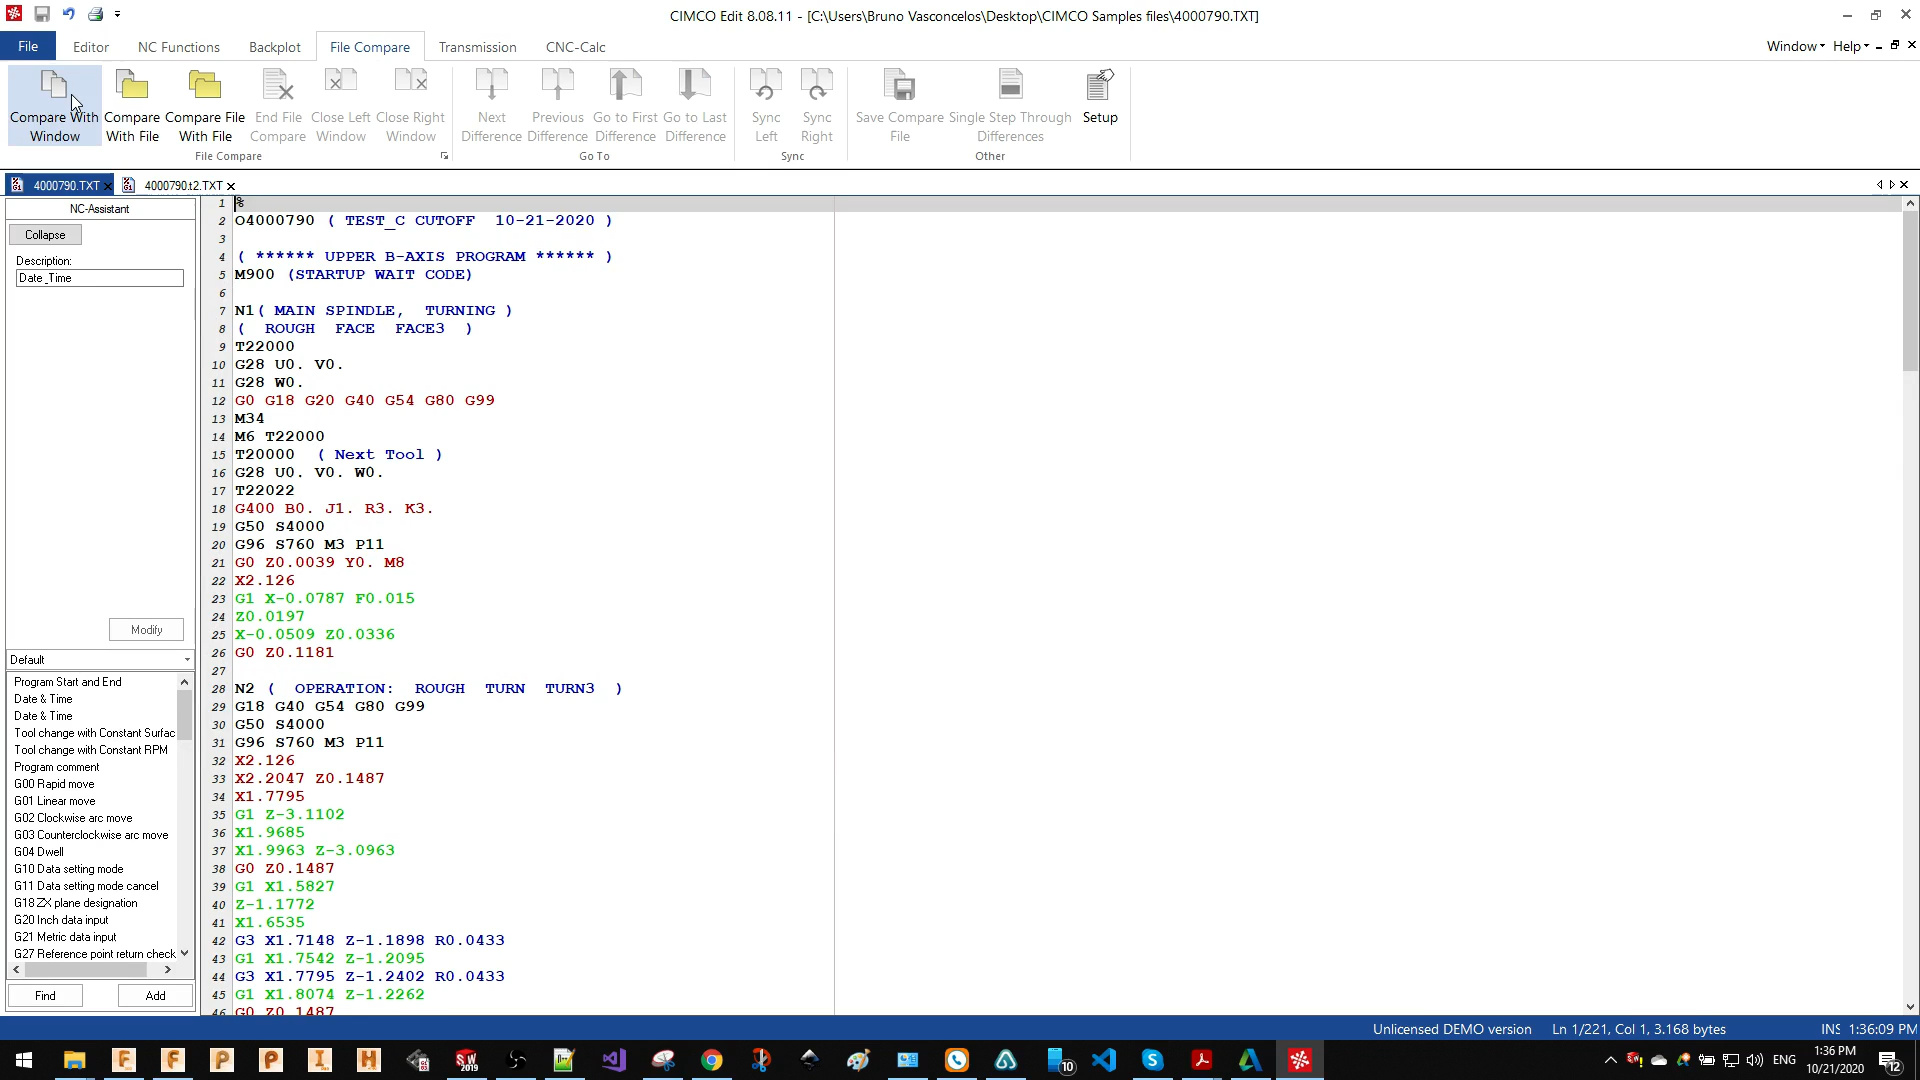 CIMCO Edit 8.08.11 - [C:\Users\Bruno Vasconcelos\Desktop\CIMCO Samples files\4000790.TXT]
File Editor NC Functions Backplot File Compare Transmission CNC-Calc Window Help
Compare With Window
Compare With File
Compare File With File
End File Compare
Close Left Window
Close Right Window
Next Difference
Previous Difference
Go to First Difference
Go to Last Difference
Sync Left
Sync Right
Save Compare File
Single Step Through Differences
Setup
File Compare Go To Sync Other
4000790.TXT 4000790.t2.TXT
NC-Assistant
Collapse
Description:
Date_Time
Modify
Default
Program Start and End
Date & Time
Date & Time
Tool change with Constant Surfac
Tool change with Constant RPM
Program comment
G00 Rapid move
G01 Linear move
G02 Clockwise arc move
G03 Counterclockwise arc move
G04 Dwell
G10 Data setting mode
G11 Data setting mode cancel
G18 ZX plane designation
G20 Inch data input
G21 Metric data input
G27 Reference point return check
Find Add
1 %
2 O4000790 ( TEST_C CUTOFF 10-21-2020 )
3
4 ( ****** UPPER B-AXIS PROGRAM ****** )
5 M900 (STARTUP WAIT CODE)
6
7 N1( MAIN SPINDLE, TURNING )
8 ( ROUGH FACE FACE3 )
9 T22000
10 G28 U0. V0.
11 G28 W0.
12 G0 G18 G20 G40 G54 G80 G99
13 M34
14 M6 T22000
15 T20000 ( Next Tool )
16 G28 U0. V0. W0.
17 T22022
18 G400 B0. J1. R3. K3.
19 G50 S4000
20 G96 S760 M3 P11
21 G0 Z0.0039 Y0. M8
22 X2.126
23 G1 X-0.0787 F0.015
24 Z0.0197
25 X-0.0509 Z0.0336
26 G0 Z0.1181
27
28 N2 ( OPERATION: ROUGH TURN TURN3 )
29 G18 G40 G54 G80 G99
30 G50 S4000
31 G96 S760 M3 P11
32 X2.126
33 X2.2047 Z0.1487
34 X1.7795
35 G1 Z-3.1102
36 X1.9685
37 X1.9963 Z-3.0963
38 G0 Z0.1487
39 G1 X1.5827
40 Z-1.1772
41 X1.6535
42 G3 X1.7148 Z-1.1898 R0.0433
43 G1 X1.7542 Z-1.2095
44 G3 X1.7795 Z-1.2402 R0.0433
45 G1 X1.8074 Z-1.2262
46 G0 Z0.1487
Unlicensed DEMO version Ln 1/221, Col 1, 3.168 bytes INS 1:36:09 PM
ENG 1:36 PM
10/21/2020